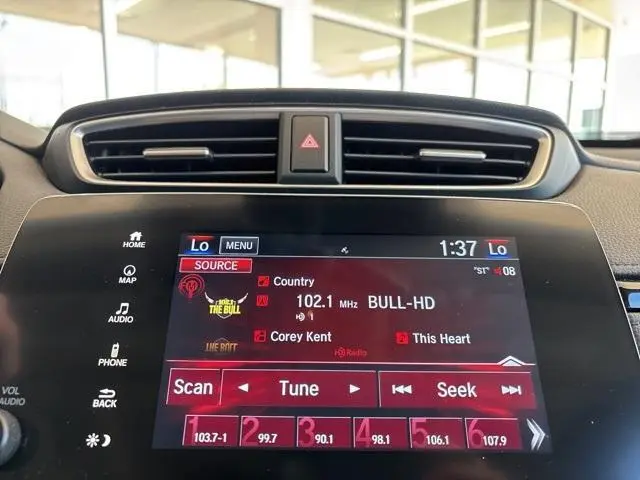 Lo MENU 1:37 Lo
SOURCE "ST" 08
HOME
Country
MAP
THE BULL
102.1 MHz BULL-HD
HD 1
AUDIO
Corey Kent This Heart
HD Radio
PHONE
Scan Tune Seek
VOL
AUDIO
BACK
1 103.7-1 2 99.7 3 90.1 4 98.1 5 106.1 6 107.9